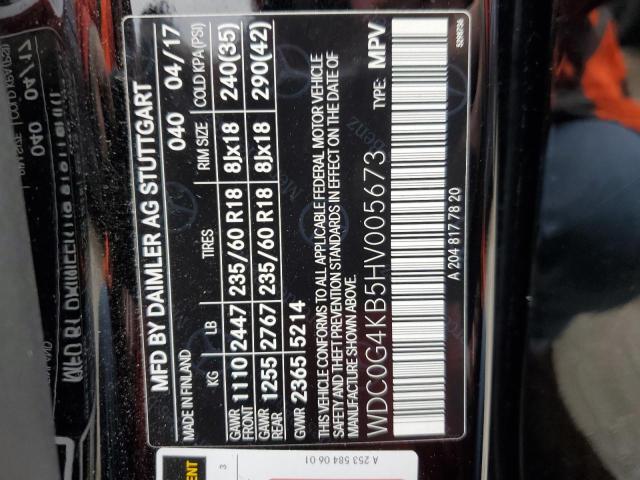 MFD BY DAIMLER AG STUTTGART
MADE IN FINLAND 040 04/17
KG LB TIRES RIM SIZE COLD KPA(PSI)
GAWR FRONT 1110 2447 235/60 R18 8Jx18 240(35)
GAWR REAR 1255 2767 235/60 R18 8Jx18 290(42)
GVWR 2365 5214
THIS VEHICLE CONFORMS TO ALL APPLICABLE FEDERAL MOTOR VEHICLE
SAFETY AND THEFT PREVENTION STANDARDS IN EFFECT ON THE DATE OF
MANUFACTURE SHOWN ABOVE. TYPE: MPV
WDC0G4KB5HV005673
A 204 817 78 20
A 253 584 06 01
040 04/17
3